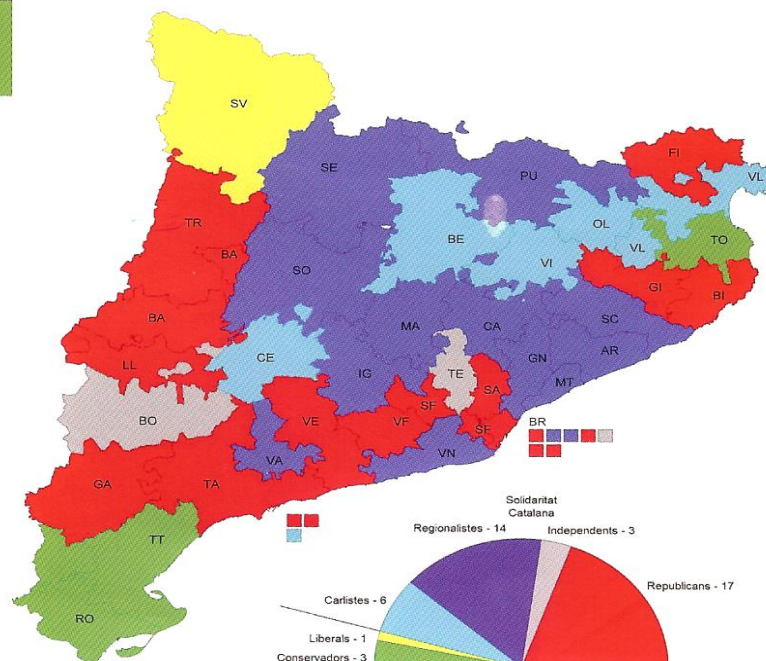 SV
SE
PU
FI
VL
TR
BA
BE
OL
VL
TO
SO
VI
GI
BI
BA
MA
CA
SC
LL
CE
IG
TE
GN
AR
BO
SA
MT
VE
VF
SF
SF
BR
VA
VN
GA
TA
TT
RO
Solidaritat
Catalana
Regionalistes - 14
Independents - 3
Republicans - 17
Carlistes - 6
Liberals - 1
Conservadors - 3